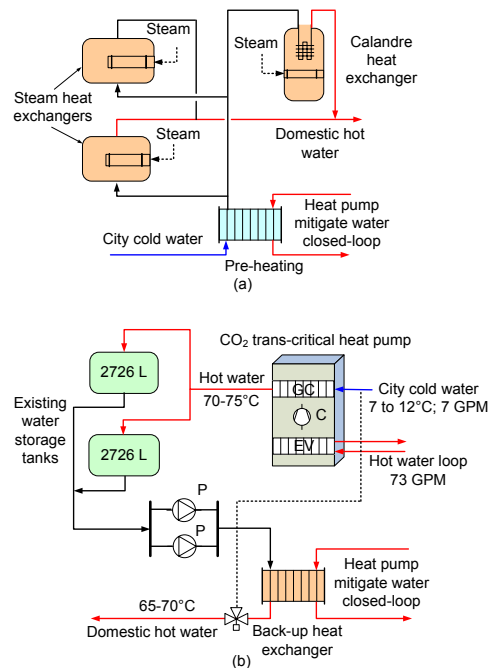 Steam
Steam
Calandre
heat
exchanger
Steam heat
exchangers
Steam
Domestic hot
water
Heat pump
mitigate water
closed-loop
City cold water
Pre-heating
(a)
CO₂ trans-critical heat pump
2726 L
Hot water
70-75°C
GC
City cold water
7 to 12°C; 7 GPM
C
Existing
water
storage
tanks
2726 L
EV
Hot water loop
73 GPM
P
P
Heat pump
mitigate water
closed-loop
65-70°C
Domestic hot water
Back-up heat
exchanger
(b)